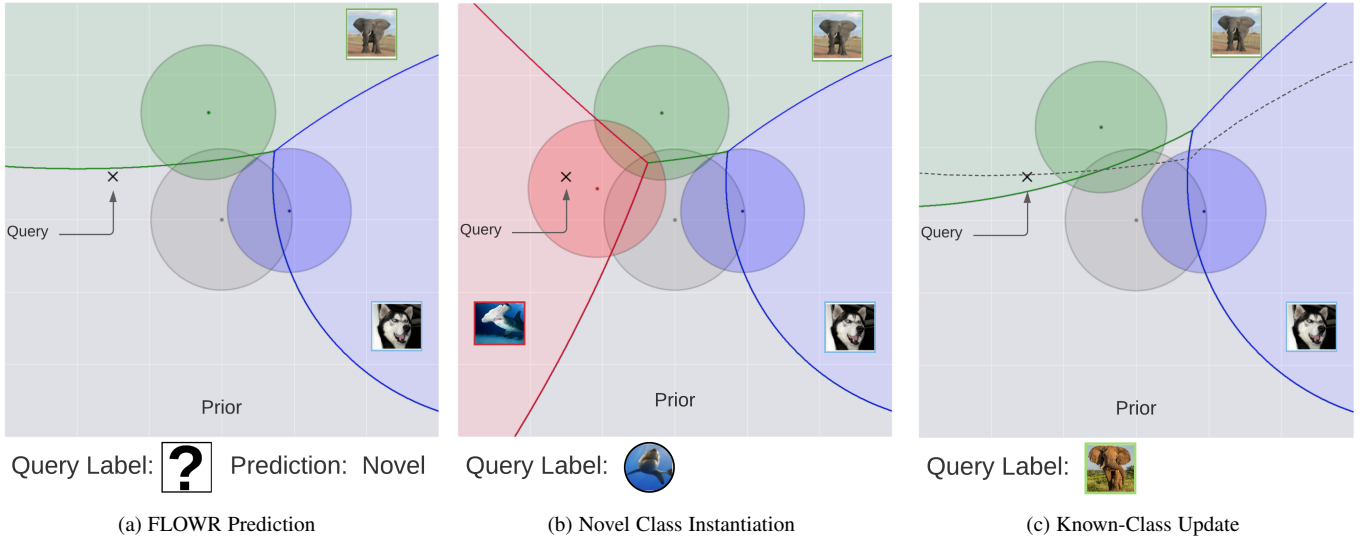 Query
Prior
Query Label: ? Prediction: Novel
(a) FLOWR Prediction
Query
Prior
Query Label:
(b) Novel Class Instantiation
Query
Prior
Query Label:
(c) Known-Class Update